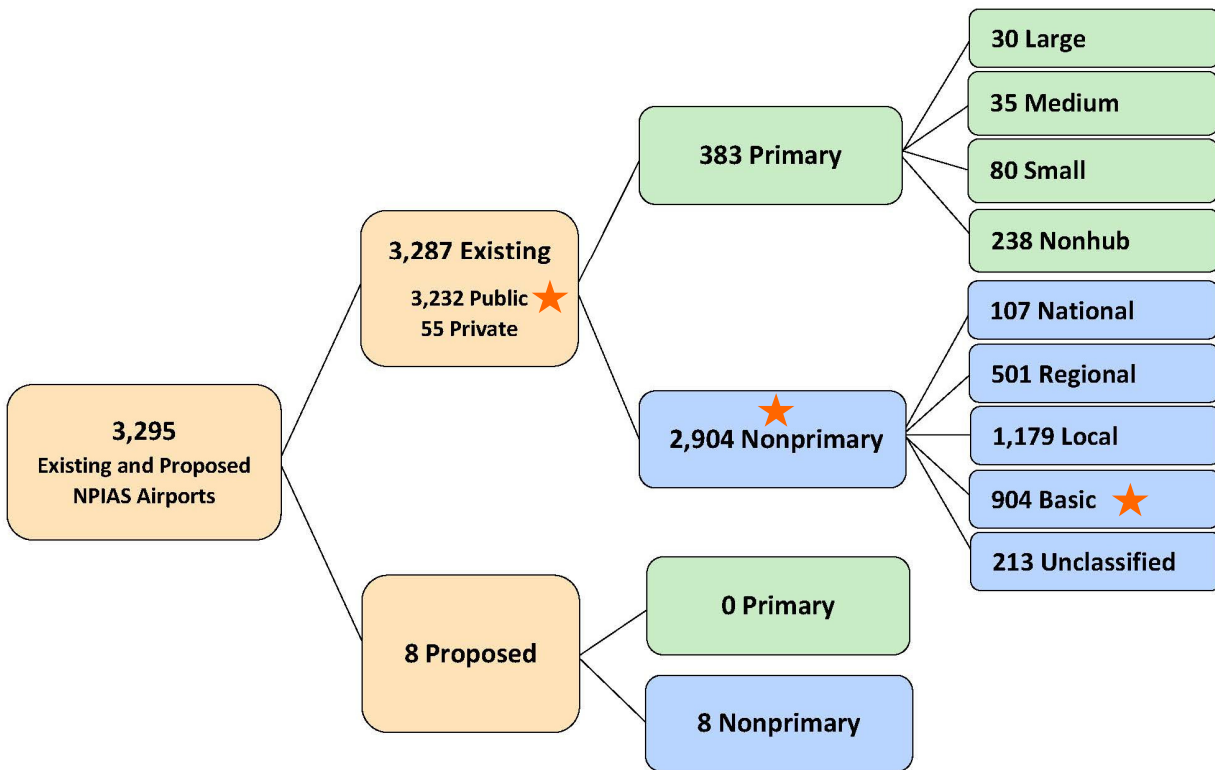 30 Large
35 Medium
383 Primary
80 Small
238 Nonhub
3,287 Existing
3,232 Public
55 Private
107 National
501 Regional
2,904 Nonprimary
1,179 Local
904 Basic
213 Unclassified
3,295
Existing and Proposed
NPIAS Airports
8 Proposed
0 Primary
8 Nonprimary